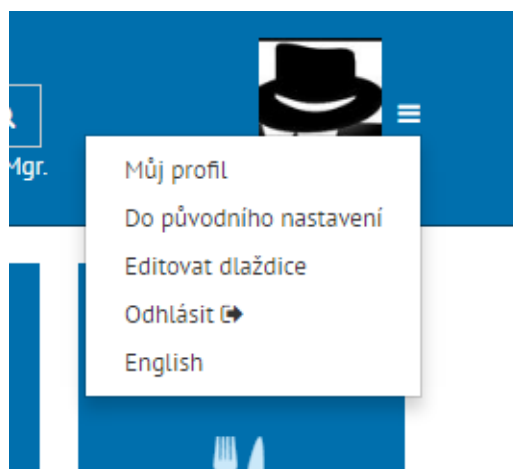 Mgr.
Můj profil
Do původního nastavení
Editovat dlaždice
Odhlásit
English